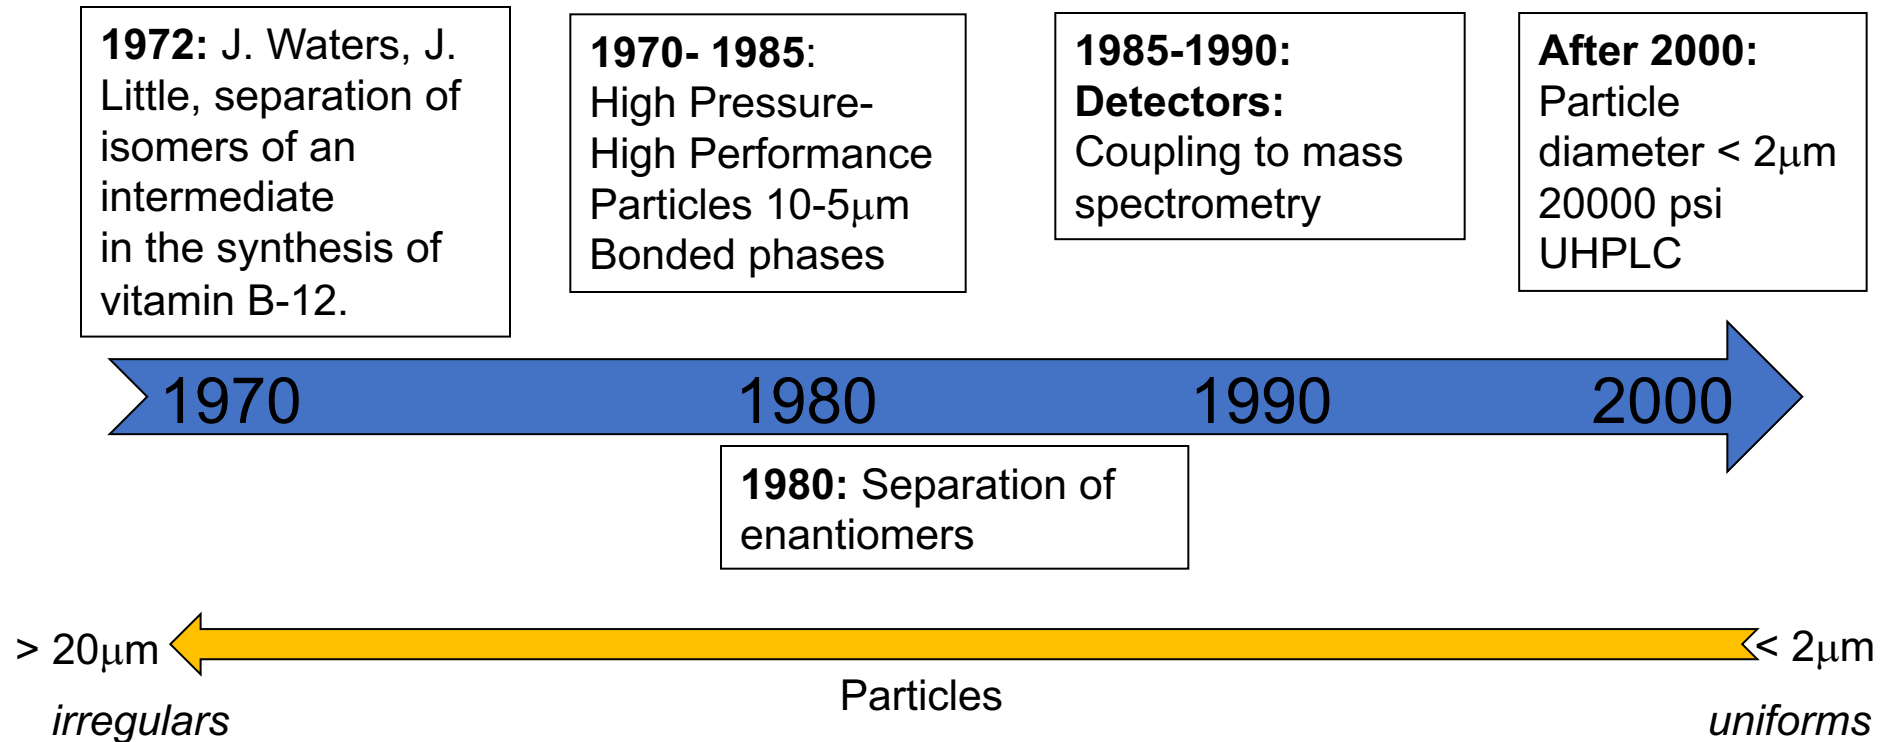 1972: J. Waters, J.
Little, separation of
isomers of an
intermediate
in the synthesis of
vitamin B-12.
1970- 1985:
High Pressure-
High Performance
Particles 10-5μm
Bonded phases
1985-1990:
Detectors:
Coupling to mass
spectrometry
After 2000:
Particle
diameter < 2μm
20000 psi
UHPLC
1970
1980
1990
2000
1980: Separation of
enantiomers
> 20μm
< 2μm
Particles
irregulars
uniforms